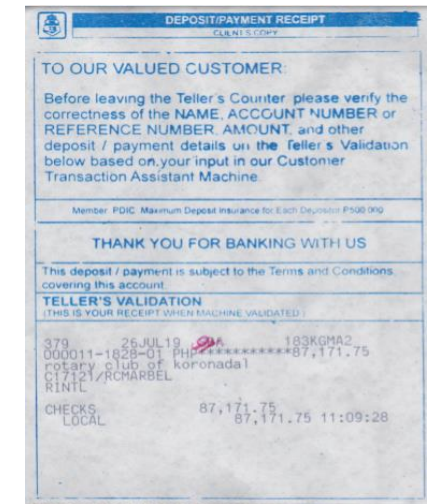 DEPOSIT/PAYMENT RECEIPT
CLIENT'S COPY
TO OUR VALUED CUSTOMER:
Before leaving the Teller's Counter please verify the
correctness of the NAME, ACCOUNT NUMBER or
REFERENCE NUMBER, AMOUNT, and other
deposit / payment details on the Teller's Validation
below based on your input in our Customer
Transaction Assistant Machine.
Member: PDIC. Maximum Deposit Insurance for Each Depositor P500,000
THANK YOU FOR BANKING WITH US
This deposit / payment is subject to the Terms and Conditions
covering this account.
TELLER'S VALIDATION
(THIS IS YOUR RECEIPT WHEN MACHINE VALIDATED)
379 26JUL19 183KGMA2
000011-1828-01 PHP***********87,171.75
rotary club of koronadal
C17121/RCMARBEL
RINTL
CHECKS 87,171.75
LOCAL 87,171.75 11:09:28